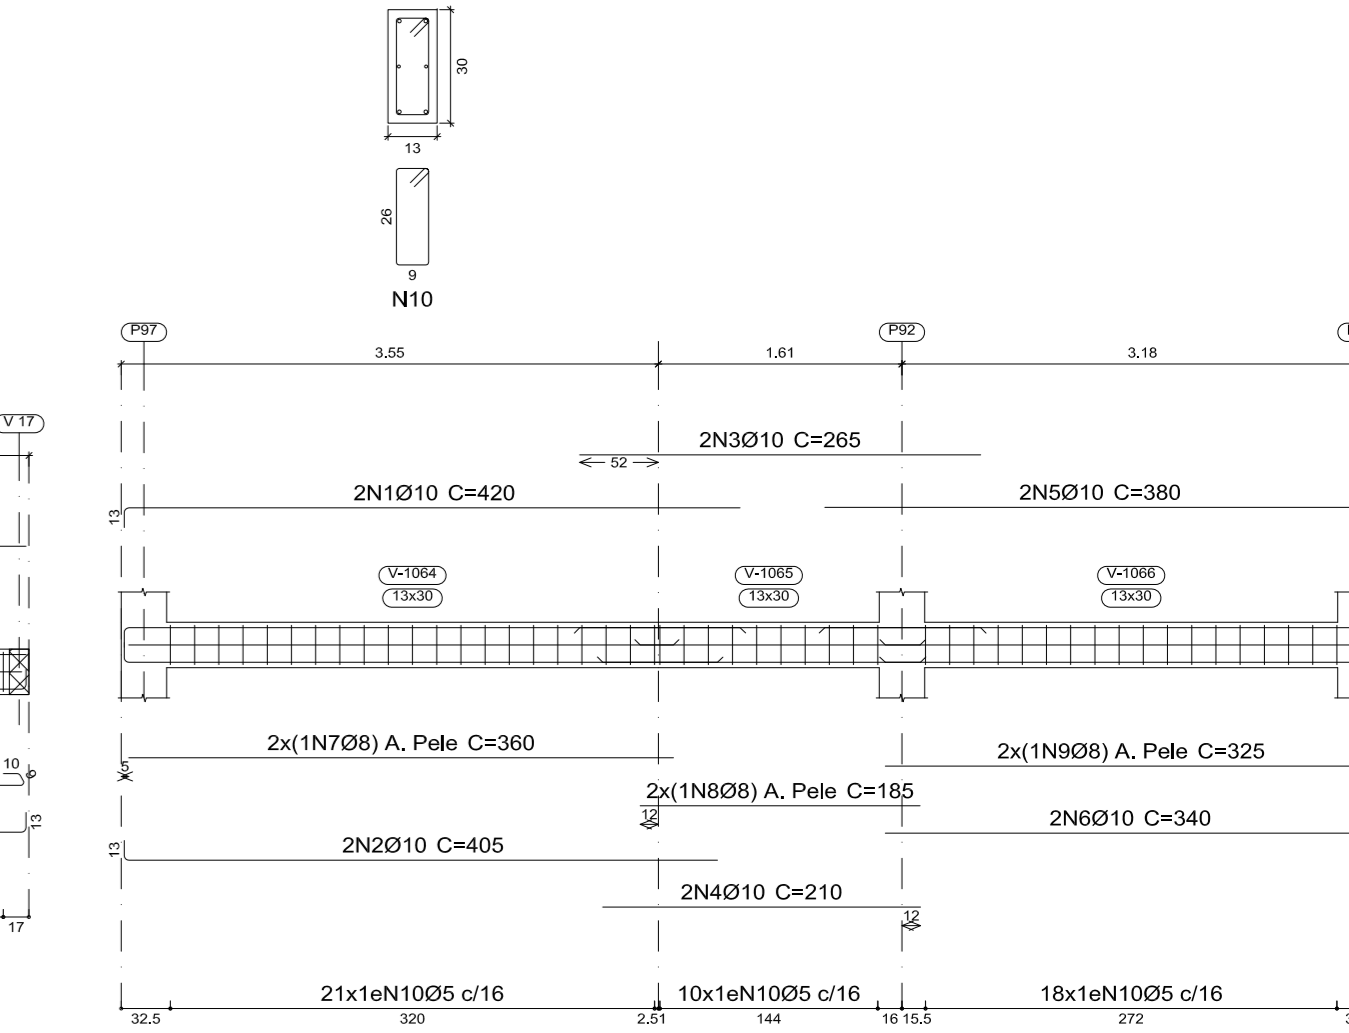 30
13
26
9
N10
P97
P92
3.55
1.61
3.18
V 17
2N3Ø10 C=265
52
2N1Ø10 C=420
2N5Ø10 C=380
13
V-1064
V-1065
V-1066
13x30
13x30
13x30
2x(1N7Ø8) A. Pele C=360
2x(1N9Ø8) A. Pele C=325
10
6
5
2x(1N8Ø8) A. Pele C=185
12
13
2N6Ø10 C=340
13
2N2Ø10 C=405
2N4Ø10 C=210
12
17
21x1eN10Ø5 c/16
10x1eN10Ø5 c/16
18x1eN10Ø5 c/16
32.5
320
2.51
144
16 15.5
272